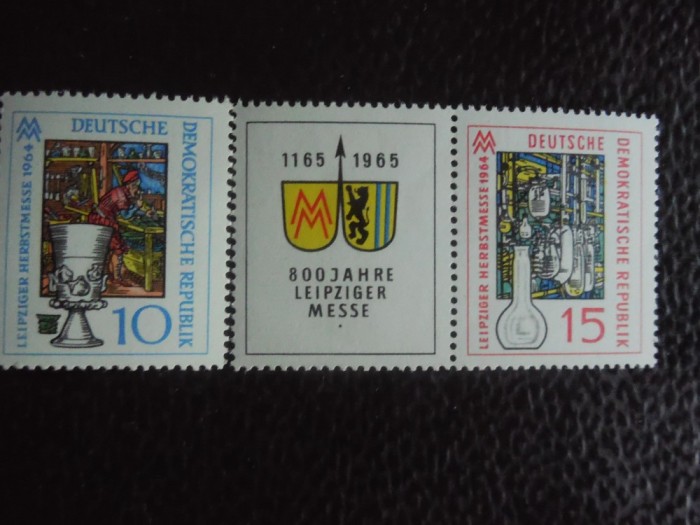 DEUTSCHE
DEMOKRATISCHE REPUBLIK
LEIPZIGER HERBSTMESSE 1964
10
1165 1965
MM
800 JAHRE
LEIPZIGER
MESSE
DEUTSCHE
DEMOKRATISCHE REPUBLIK
LEIPZIGER HERBSTMESSE 1964
15